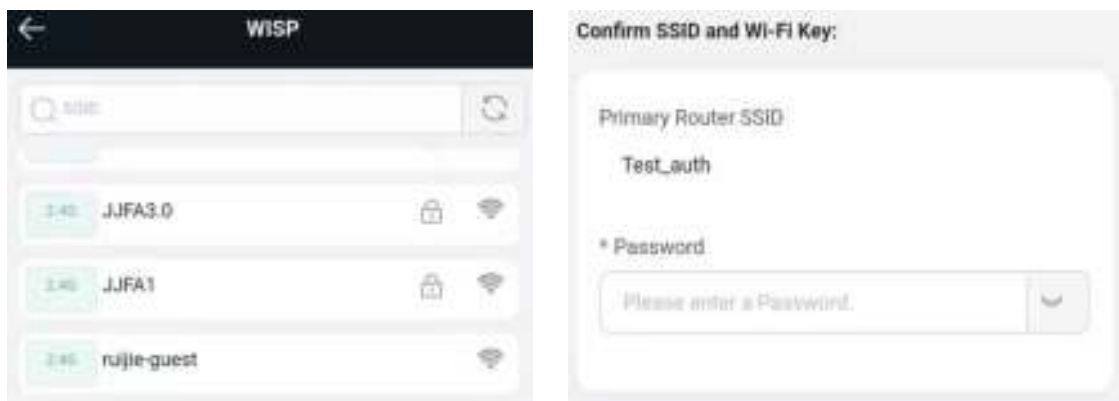 WISP
JJFA3.0
JJFA1
ruijie-guest
Confirm SSID and Wi-Fi Key:
Primary Router SSID
Test_auth
* Password
Please enter a Password.